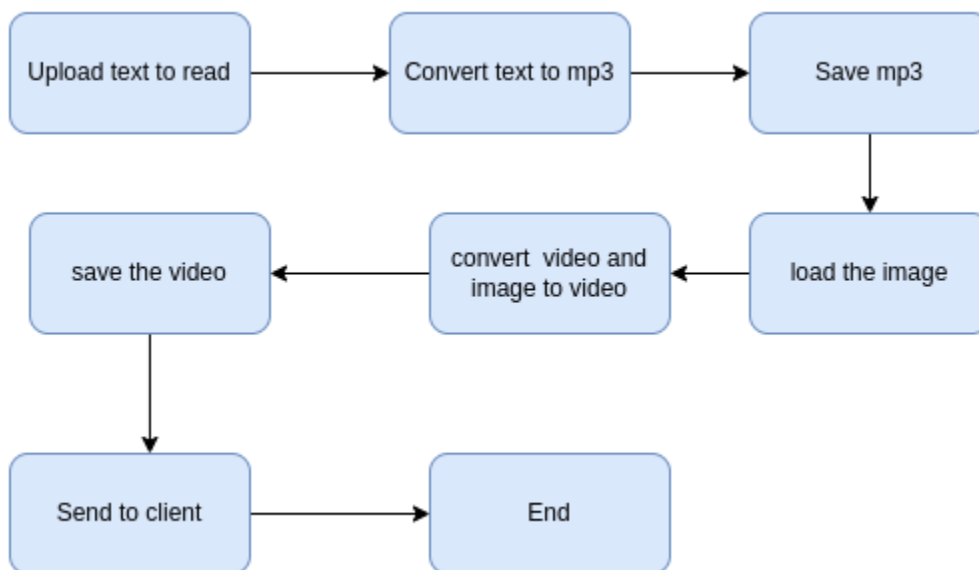 Upload text to read
Convert text to mp3
Save mp3
load the image
convert  video and
image to video
save the video
Send to client
End